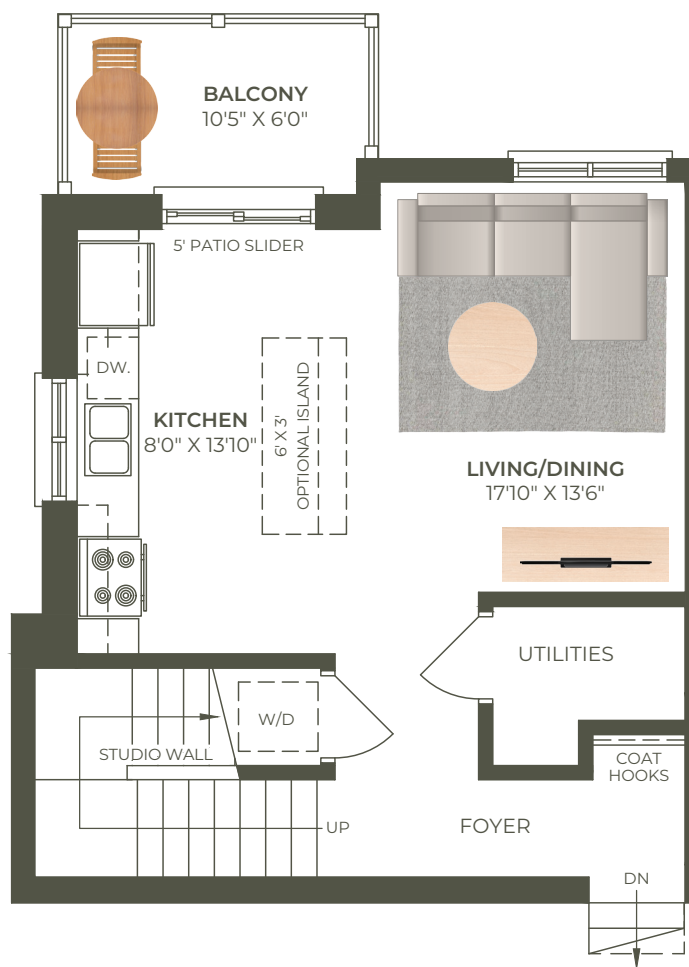 BALCONY
10'5" X 6'0"
5' PATIO SLIDER
DW.
KITCHEN
8'0" X 13'10"
6' X 3'
OPTIONAL ISLAND
LIVING/DINING
17'10" X 13'6"
UTILITIES
W/D
STUDIO WALL
COAT
HOOKS
UP
FOYER
DN